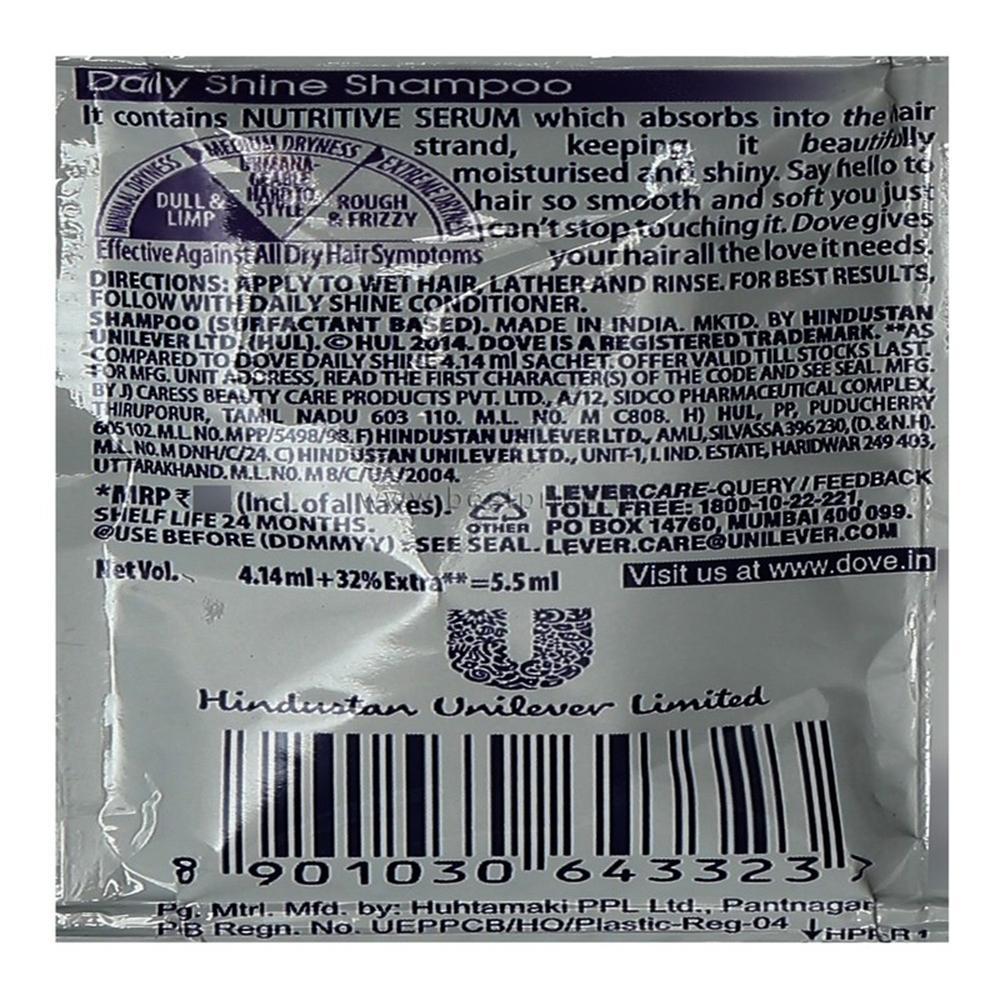 Daily Shine Shampoo
It contains NUTRITIVE SERUM which absorbs into the hair
strand, keeping it beautifully
moisturised and shiny. Say hello to
hair so smooth and soft you just
can't stop touching it. Dove gives
your hair all the love it needs.
MEDIUM DRYNESS
EXTREME DRYNESS
DULL & LIMP
HARD TO STYLE
ROUGH & FRIZZY
Effective Against All Dry Hair Symptoms
DIRECTIONS: APPLY TO WET HAIR, LATHER AND RINSE. FOR BEST RESULTS,
FOLLOW WITH DAILY SHINE CONDITIONER.
SHAMPOO (SURFACTANT BASED). MADE IN INDIA. MKTD. BY HINDUSTAN
UNILEVER LTD. (HUL). © HUL 2014. DOVE IS A REGISTERED TRADEMARK. **AS
COMPARED TO DOVE DAILY SHINE 4.14 ml SACHET. OFFER VALID TILL STOCKS LAST.
FOR MFG. UNIT ADDRESS, READ THE FIRST CHARACTER(S) OF THE CODE AND SEE SEAL. MFG.
BY J) CARESS BEAUTY CARE PRODUCTS PVT. LTD., A/12, SIDCO PHARMACEUTICAL COMPLEX,
THIRUPORUR, TAMIL NADU 603 110. M.L. NO. M C808. H) HUL, PP, PUDUCHERRY
605102. M.L. NO. M PP/5498/98. F) HINDUSTAN UNILEVER LTD., AMLI, SILVASSA 396 230, (D. & N.H).
M.L. NO. M DNH/C/24. C) HINDUSTAN UNILEVER LTD., UNIT-1, L IND. ESTATE, HARIDWAR 249 403,
UTTARAKHAND. M.L. NO. M 8/C/UA/2004.
*MRP ₹ (Incl. of all taxes).
SHELF LIFE 24 MONTHS.
@USE BEFORE (DDMMYY) : SEE SEAL.
OTHER
LEVERCARE-QUERY / FEEDBACK
TOLL FREE: 1800-10-22-221,
PO BOX 14760, MUMBAI 400 099.
LEVER.CARE@UNILEVER.COM
Net Vol. 4.14 ml + 32% Extra** = 5.5 ml
Visit us at www.dove.in
Hindustan Unilever Limited
8 901030 643323 >
Pg. Mtrl. Mfd. by: Huhtamaki PPL Ltd., Pantnagar
PB Regn. No. UEPPCB/HO/Plastic-Reg-04